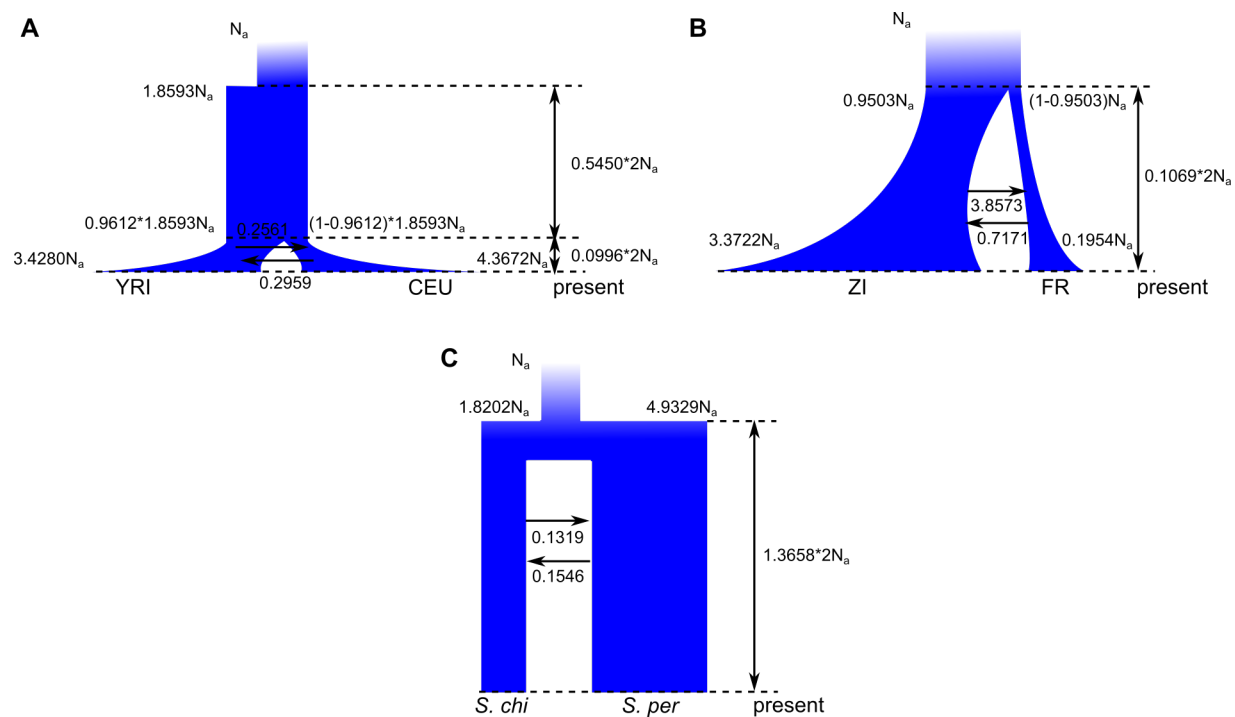 A
Nₐ
1.8593Nₐ
0.5450*2Nₐ
0.9612*1.8593Nₐ
0.2561
(1-0.9612)*1.8593Nₐ
3.4280Nₐ
4.3672Nₐ
0.0996*2Nₐ
0.2959
YRI
CEU
present
B
Nₐ
0.9503Nₐ
(1-0.9503)Nₐ
0.1069*2Nₐ
3.8573
3.3722Nₐ
0.7171
0.1954Nₐ
ZI
FR
present
C
Nₐ
1.8202Nₐ
4.9329Nₐ
0.1319
1.3658*2Nₐ
0.1546
S. chi
S. per
present